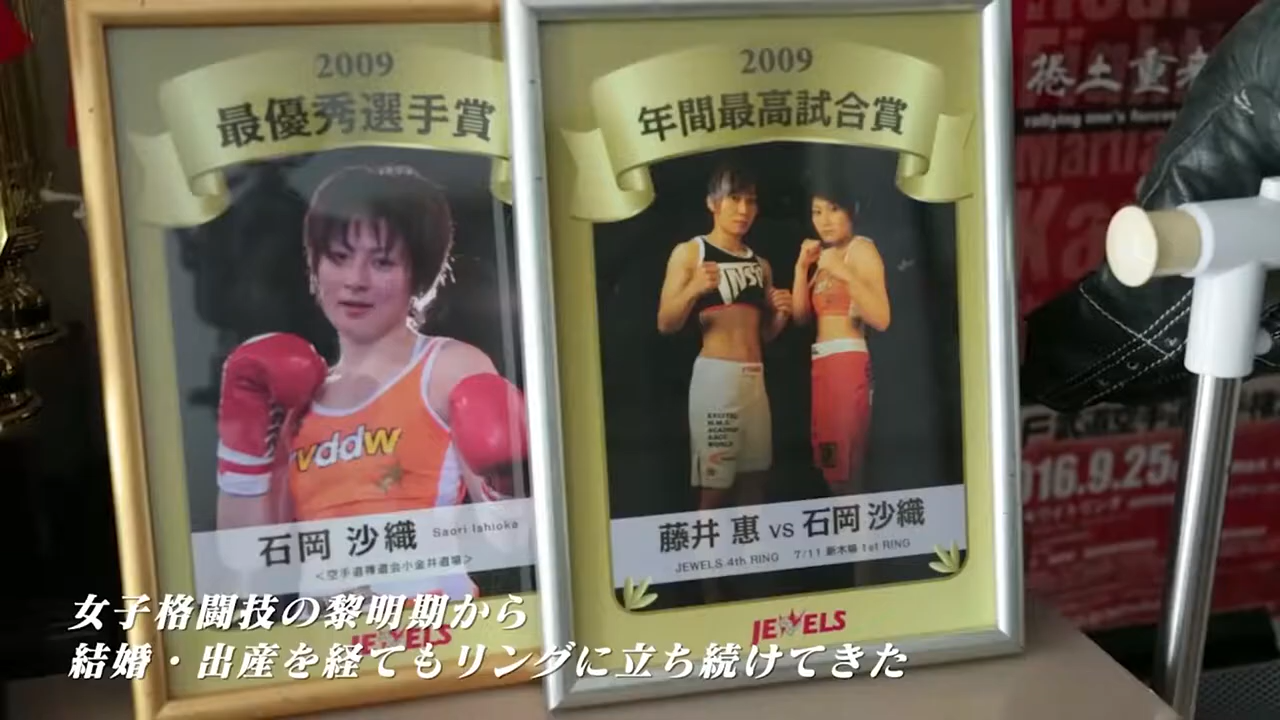 2009
最優秀選手賞
vddw
石岡 沙織 Saori Ishioka
<空手道禅道会小金井道場>
JEWELS
2009
年間最高試合賞
藤井 惠 VS 石岡 沙織
JEWELS 4th RING 7/11 新木場 1st RING
JEWELS
捲土重
rallying one's forces
016.9.25
女子格闘技の黎明期から
結婚・出産を経てもリングに立ち続けてきた